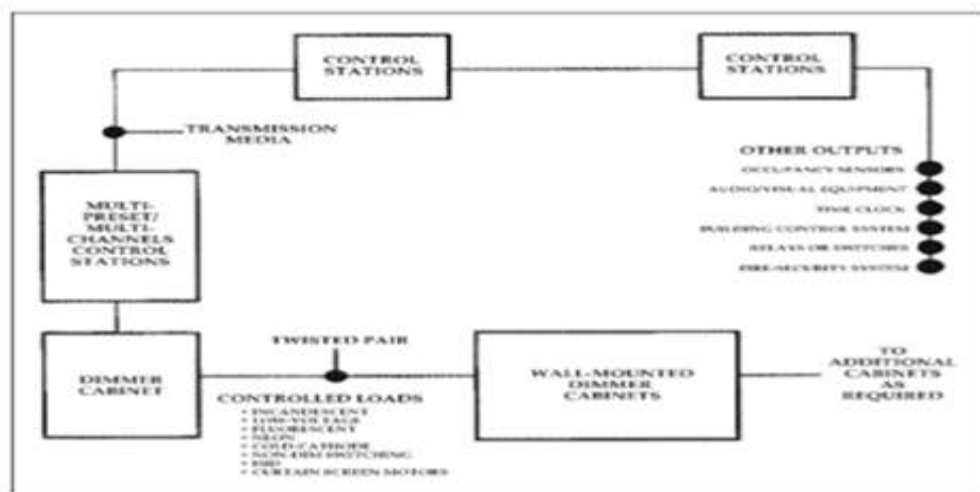 CONTROL
STATIONS
CONTROL
STATIONS
TRANSMISSION
MEDIA
OTHER OUTPUTS
OCCUPANCY SENSORS
AUDIO/VISUAL EQUIPMENT
TIME CLOCK
BUILDING CONTROL SYSTEM
RELAYS OR SWITCHES
FIRE-SECURITY SYSTEM
MULTI-
PRESET/
MULTI-
CHANNELS
CONTROL
STATIONS
DIMMER
CABINET
TWISTED PAIR
CONTROLLED LOADS
• INCANDESCENT
• LOW-VOLTAGE
• FLUORESCENT
• NEON
• COLD-CATHODE
• NON-DIM SWITCHING
• HID
• CURTAIN SCREEN MOTORS
WALL-MOUNTED
DIMMER
CABINETS
TO
ADDITIONAL
CABINETS
AS
REQUIRED